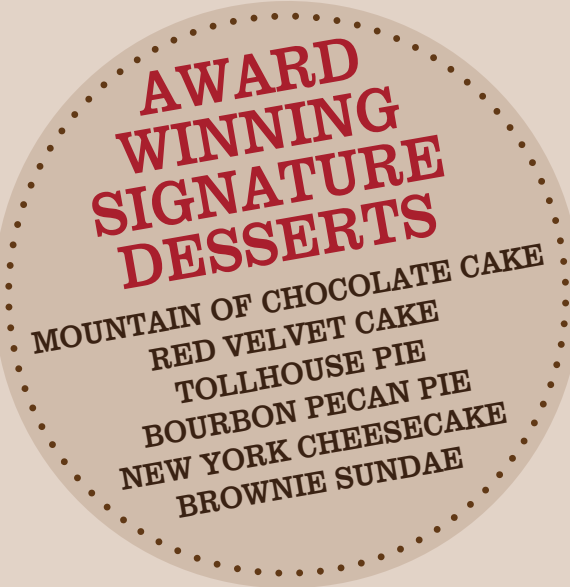 AWARD
WINNING
SIGNATURE
DESSERTS
MOUNTAIN OF CHOCOLATE CAKE
RED VELVET CAKE
TOLLHOUSE PIE
BOURBON PECAN PIE
NEW YORK CHEESECAKE
BROWNIE SUNDAE